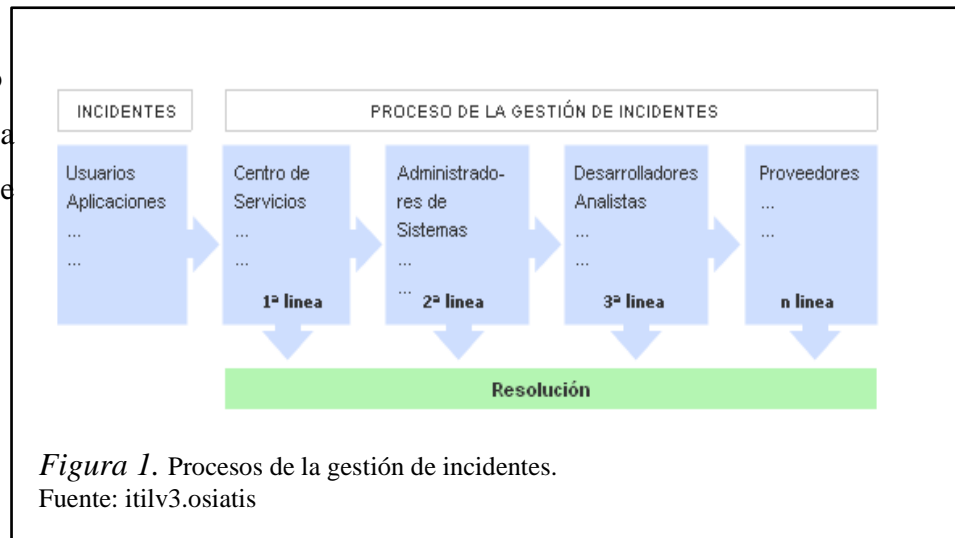 a
e
INCIDENTES
PROCESO DE LA GESTIÓN DE INCIDENTES
Usuarios
Aplicaciones
...
...
Centro de
Servicios
...
...
1ª linea
Administrado-
res de
Sistemas
...
...
2ª linea
Desarrolladores
Analistas
...
...
3ª linea
Proveedores
...
...
n linea
Resolución
Figura 1. Procesos de la gestión de incidentes.
Fuente: itilv3.osiatis